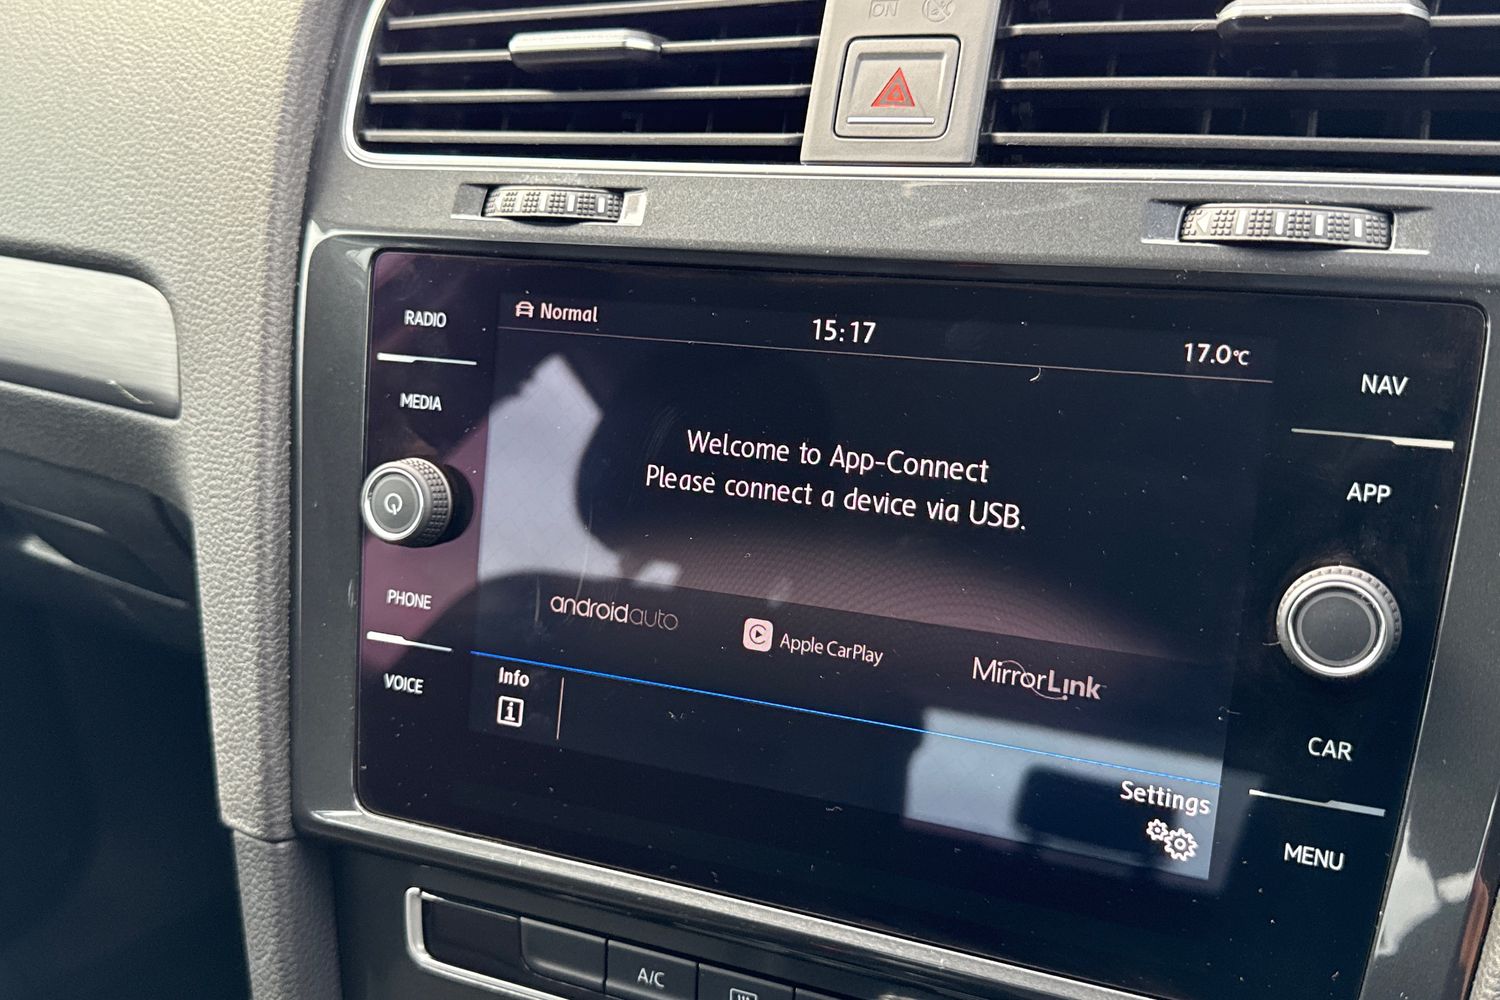 ON
RADIO
MEDIA
PHONE
VOICE
Normal
15:17
17.0°C
Welcome to App-Connect
Please connect a device via USB.
androidauto
Apple CarPlay
MirrorLink
Info
Settings
NAV
APP
CAR
MENU
A/C